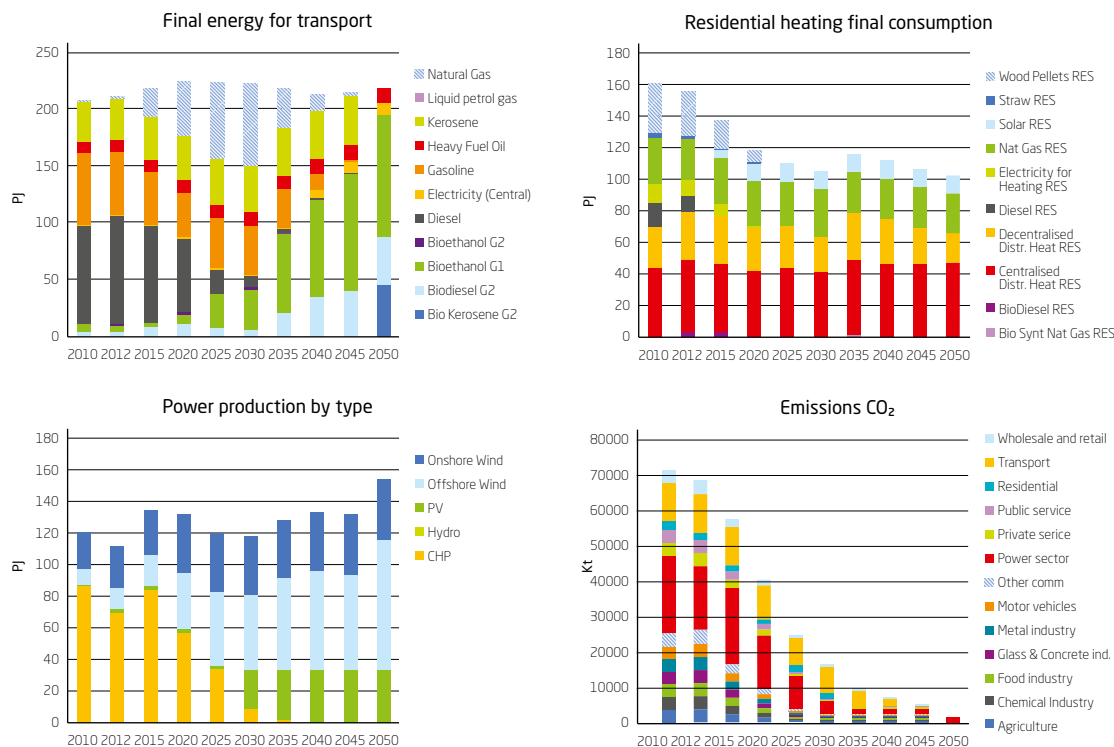 Final energy for transport
PJ
250
200
150
100
50
0
2010 2012 2015 2020 2025 2030 2035 2040 2045 2050
Natural Gas
Liquid petrol gas
Kerosene
Heavy Fuel Oil
Gasoline
Electricity (Central)
Diesel
Bioethanol G2
Bioethanol G1
Biodiesel G2
Bio Kerosene G2
Residential heating final consumption
PJ
180
160
140
120
100
80
60
40
20
0
2010 2012 2015 2020 2025 2030 2035 2040 2045 2050
Wood Pellets RES
Straw RES
Solar RES
Nat Gas RES
Electricity for
Heating RES
Diesel RES
Decentralised
Distr. Heat RES
Centralised
Distr. Heat RES
BioDiesel RES
Bio Synt Nat Gas RES
Power production by type
PJ
180
160
140
120
100
80
60
40
20
0
2010 2012 2015 2020 2025 2030 2035 2040 2045 2050
Onshore Wind
Offshore Wind
PV
Hydro
CHP
Emissions CO₂
Kt
80000
70000
60000
50000
40000
30000
20000
10000
0
2010 2012 2015 2020 2025 2030 2035 2040 2045 2050
Wholesale and retail
Transport
Residential
Public service
Private serice
Power sector
Other comm
Motor vehicles
Metal industry
Glass & Concrete ind.
Food industry
Chemical Industry
Agriculture